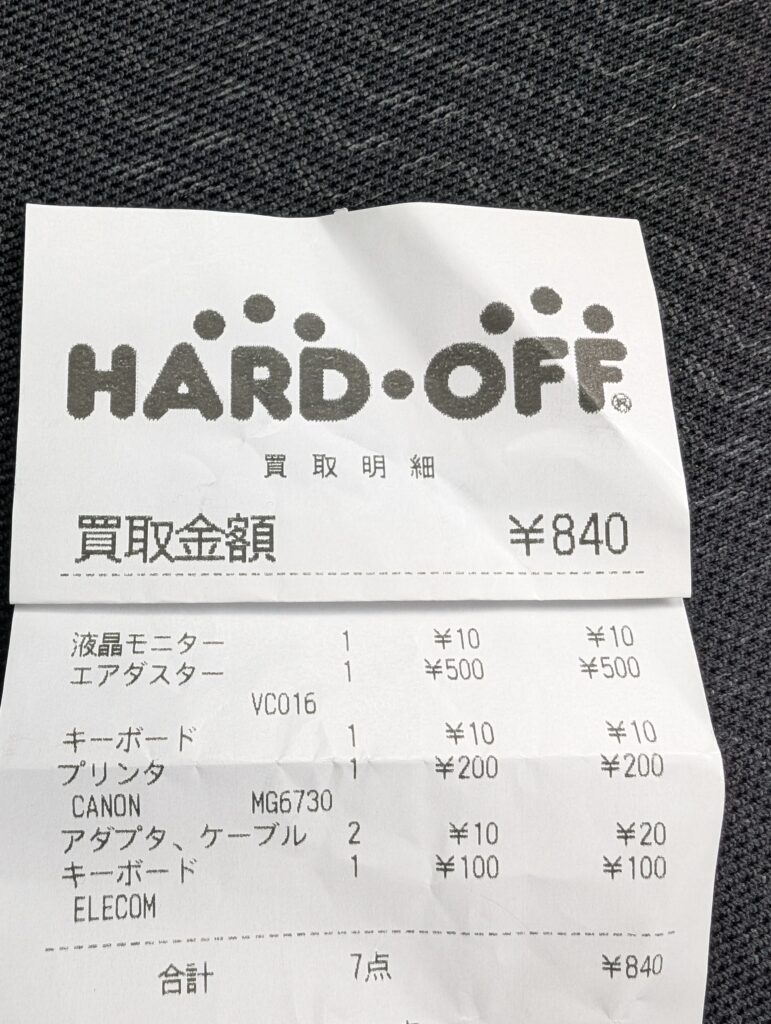 HARD・OFF®
買取明細
買取金額 ¥840
液晶モニター 1 ¥10 ¥10
エアダスター 1 ¥500 ¥500
VC016
キーボード 1 ¥10 ¥10
プリンタ 1 ¥200 ¥200
CANON MG6730
アダプタ、ケーブル 2 ¥10 ¥20
キーボード 1 ¥100 ¥100
ELECOM
合計 7点 ¥840